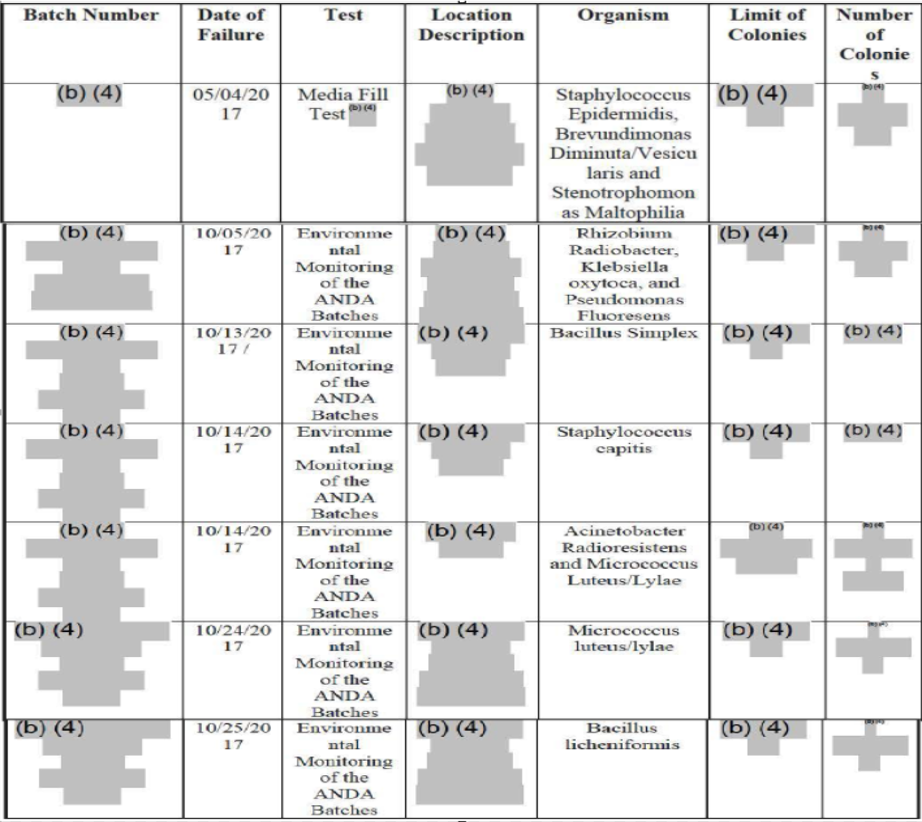 Batch Number
Date of
Failure
Test
Location
Description
Organism
Limit of
Colonies
Number
of
Colonie
s
(b) (4)
05/04/20
17
Media Fill
Test (b) (4)
(b) (4)
Staphylococcus
Epidermidis,
Brevundimonas
Diminuta/Vesicu
laris and
Stenotrophomon
as Maltophilia
(b) (4)
(b) (4)
(b) (4)
10/05/20
17
Environme
ntal
Monitoring
of the
ANDA
Batches
(b) (4)
Rhizobium
Radiobacter,
Klebsiella
oxytoca, and
Pseudomonas
Fluoresens
(b) (4)
(b) (4)
(b) (4)
10/13/20
17 /
Environme
ntal
Monitoring
of the
ANDA
Batches
(b) (4)
Bacillus Simplex
(b) (4)
(b) (4)
(b) (4)
10/14/20
17
Environme
ntal
Monitoring
of the
ANDA
Batches
(b) (4)
Staphylococcus
capitis
(b) (4)
(b) (4)
(b) (4)
10/14/20
17
Environme
ntal
Monitoring
of the
ANDA
Batches
(b) (4)
Acinetobacter
Radioresistens
and Micrococcus
Luteus/Lylae
(b) (4)
(b) (4)
(b) (4)
10/24/20
17
Environme
ntal
Monitoring
of the
ANDA
Batches
(b) (4)
Micrococcus
luteus/lylae
(b) (4)
(b) (4)
(b) (4)
10/25/20
17
Environme
ntal
Monitoring
of the
ANDA
Batches
(b) (4)
Bacillus
licheniformis
(b) (4)
(b) (4)